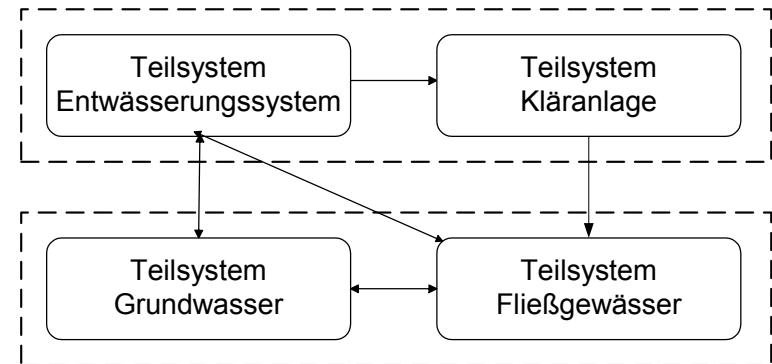 Teilsystem
Entwässerungssystem
Teilsystem
Kläranlage
Teilsystem
Grundwasser
Teilsystem
Fließgewässer